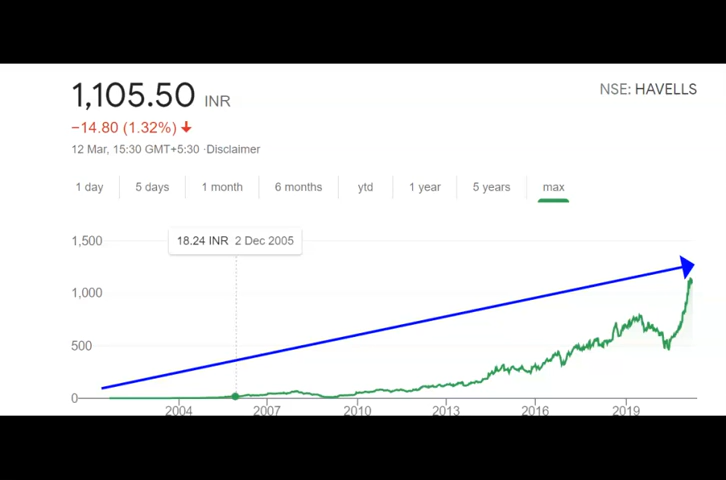 1,105.50 INR
NSE: HAVELLS
−14.80 (1.32%)
12 Mar, 15:30 GMT+5:30 ·Disclaimer
1 day 5 days 1 month 6 months ytd 1 year 5 years max
18.24 INR 2 Dec 2005
1,500
1,000
500
0
2004 2007 2010 2013 2016 2019